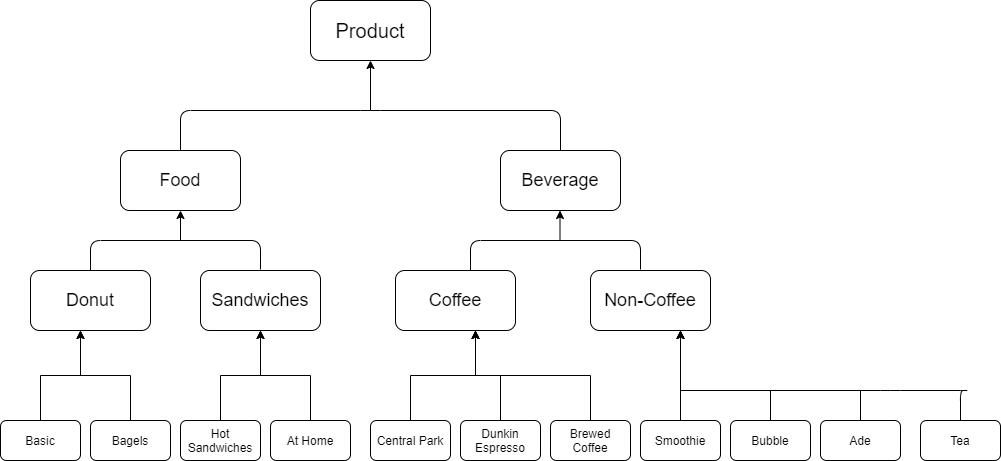 Product
Food
Beverage
Donut
Sandwiches
Coffee
Non-Coffee
Basic
Bagels
Hot
Sandwiches
At Home
Central Park
Dunkin
Espresso
Brewed
Coffee
Smoothie
Bubble
Ade
Tea